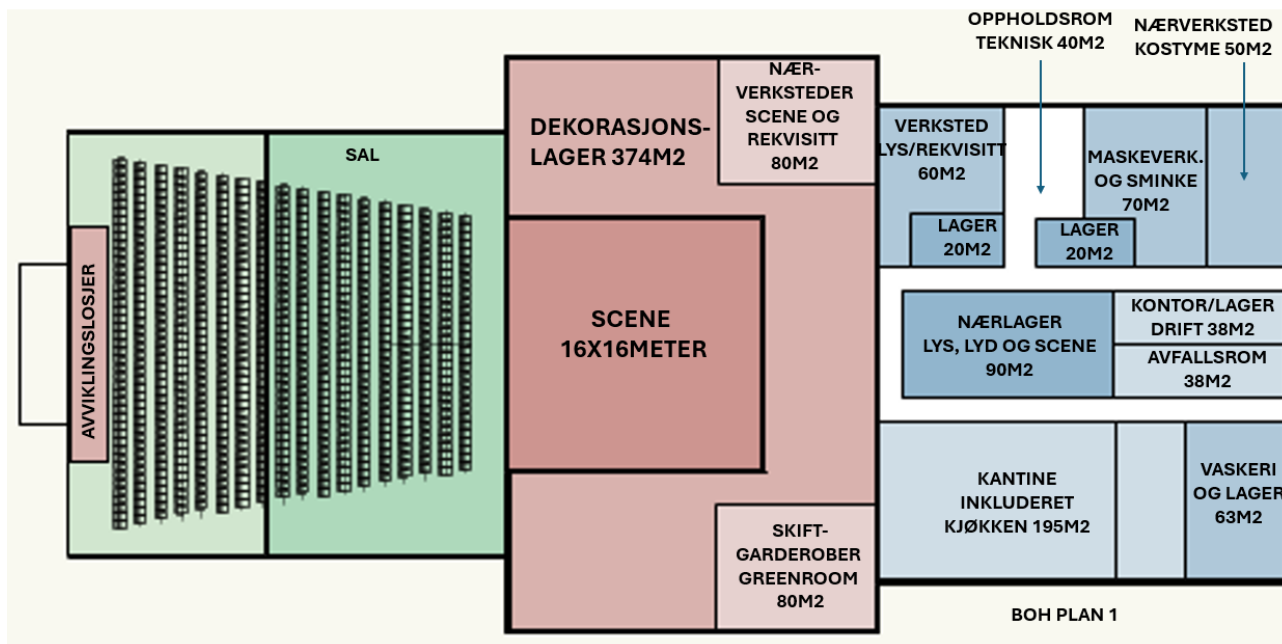 OPPHOLDSROM
TEKNISK 40M2
NÆRVERKSTED
KOSTYME 50M2
NÆR-
VERKSTEDER
SCENE OG
REKVISITT
80M2
DEKORASJONS-
LAGER 374M2
VERKSTED
LYS/REKVISITT
60M2
MASKEVERK.
OG SMINKE
70M2
SAL
LAGER
20M2
LAGER
20M2
AVVIKLINGSLOSJER
SCENE
16X16METER
NÆRLAGER
LYS, LYD OG SCENE
90M2
KONTOR/LAGER
DRIFT 38M2
AVFALLSROM
38M2
KANTINE
INKLUDERET
KJØKKEN 195M2
VASKERI
OG LAGER
63M2
SKIFT-
GARDEROBER
GREENROOM
80M2
BOH PLAN 1